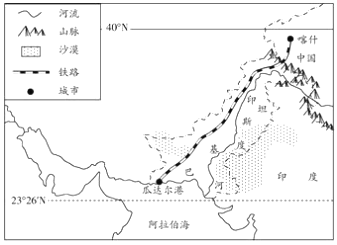 河流
山脉
沙漠
铁路
城市
40°N
喀什
中国
印
度
河
巴
基
斯
坦
瓜达尔港
印 度
23°26′N
阿拉伯海